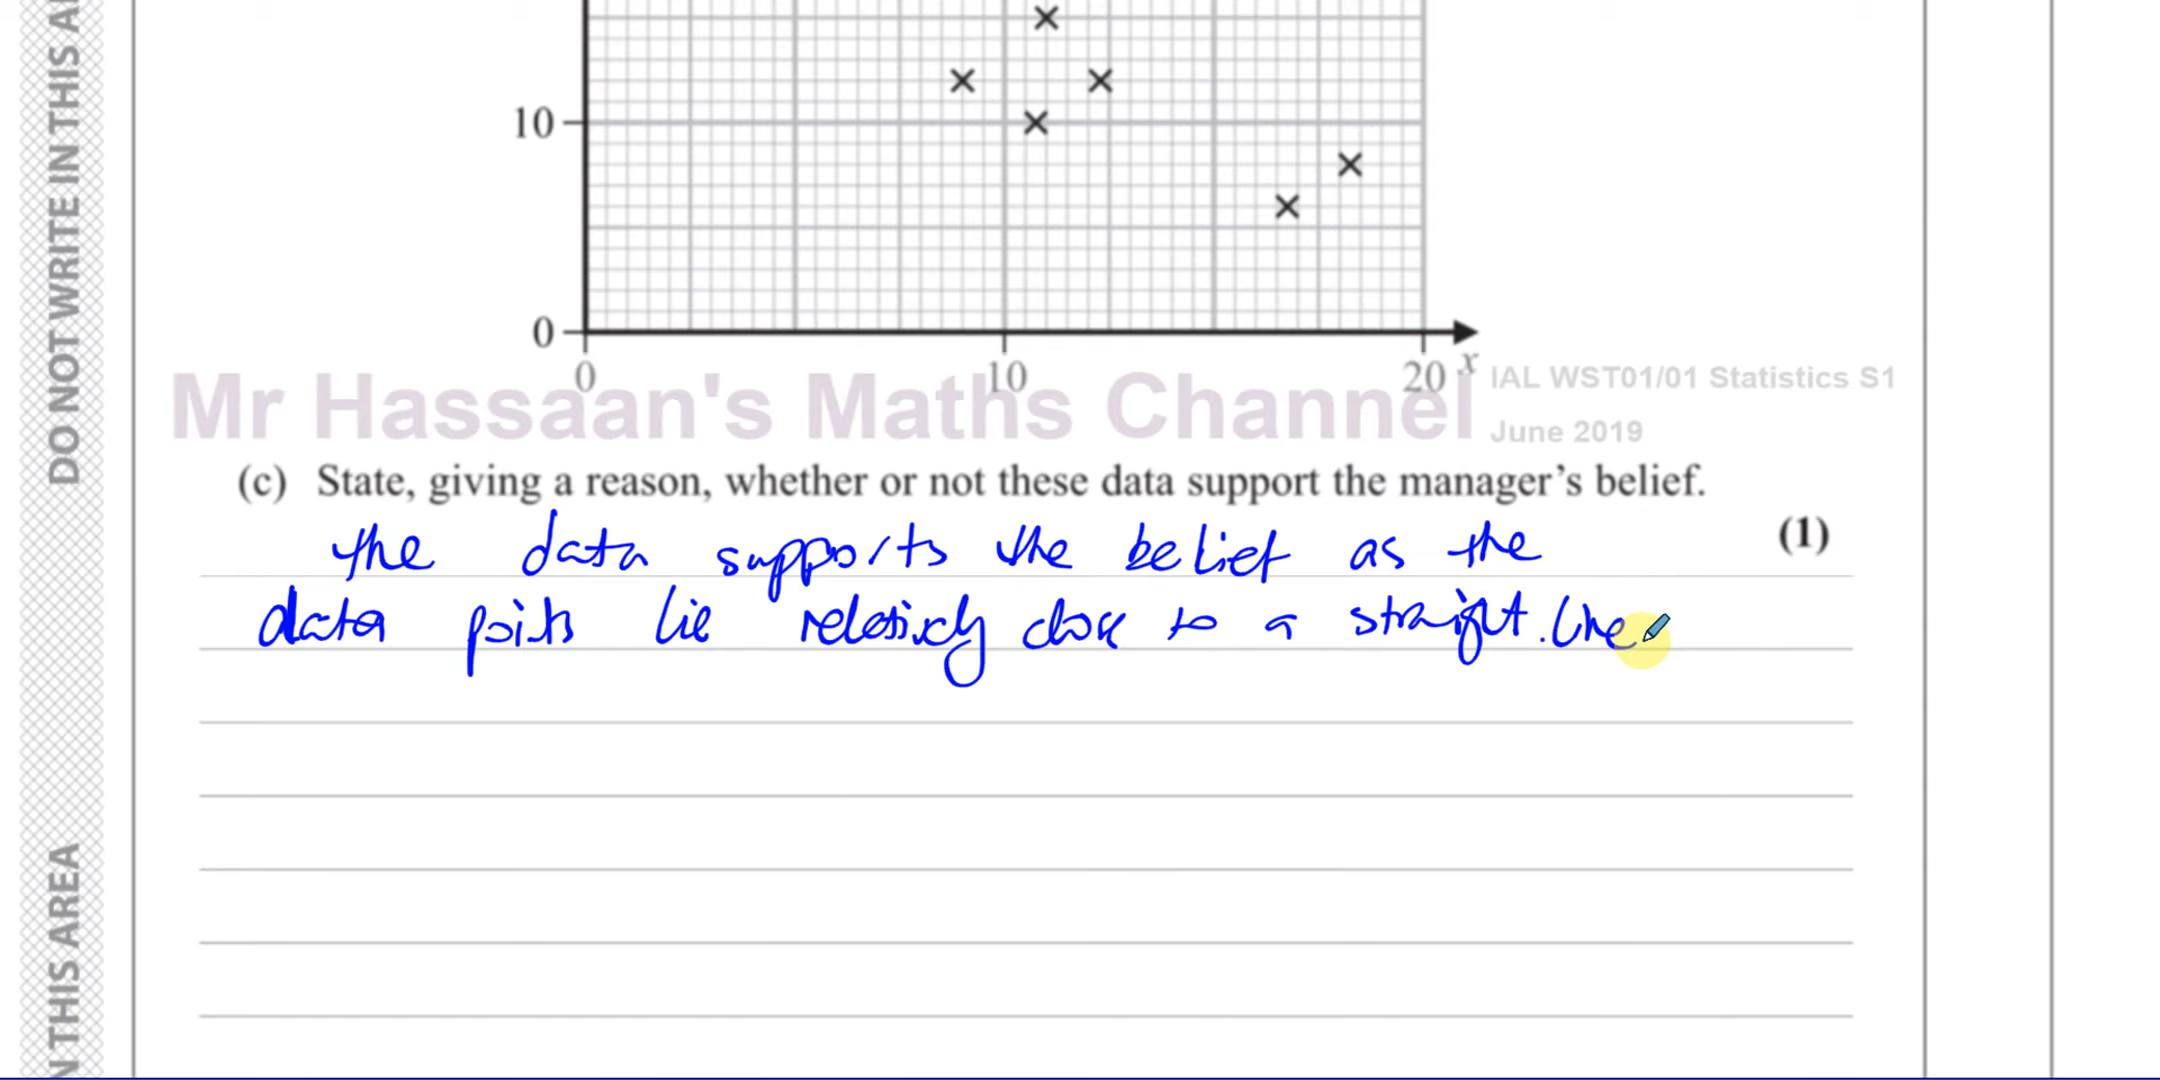 DO NOT WRITE IN THIS A
N THIS AREA
10
0
0
10
20 x
Mr Hassaan's Maths Channel
IAL WST01/01 Statistics S1
June 2019
(c) State, giving a reason, whether or not these data support the manager's belief.
(1)
the data supports the belief as the
data points lie relatively close to a straight line